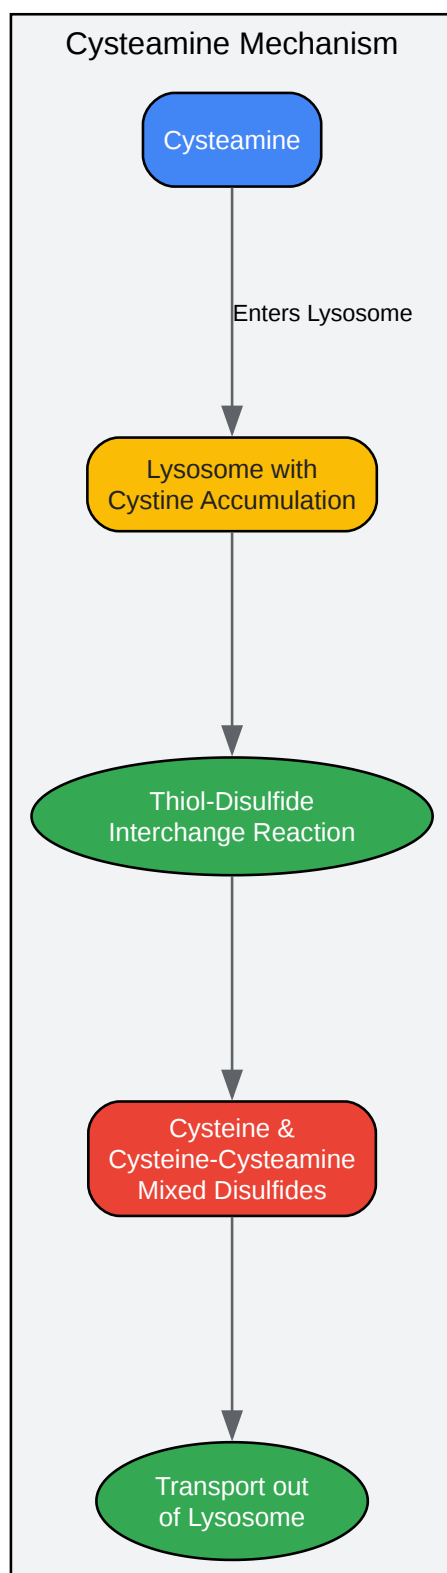 Cysteamine Mechanism
Cysteamine
Enters Lysosome
Lysosome with
Cystine Accumulation
Thiol-Disulfide
Interchange Reaction
Cysteine &
Cysteine-Cysteamine
Mixed Disulfides
Transport out
of Lysosome